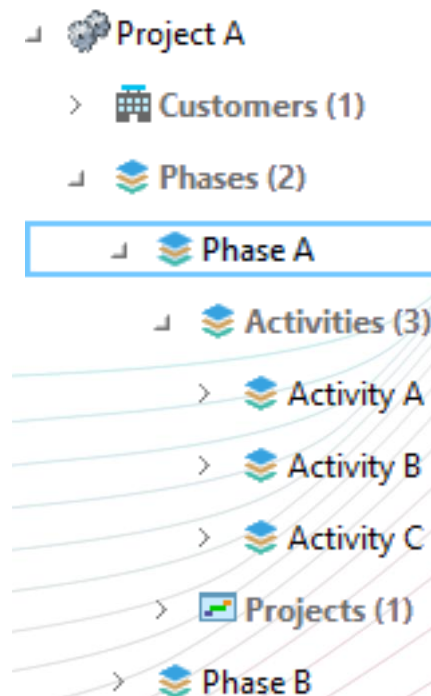 Project A
Customers (1)
Phases (2)
Phase A
Activities (3)
Activity A
Activity B
Activity C
Projects (1)
Phase B